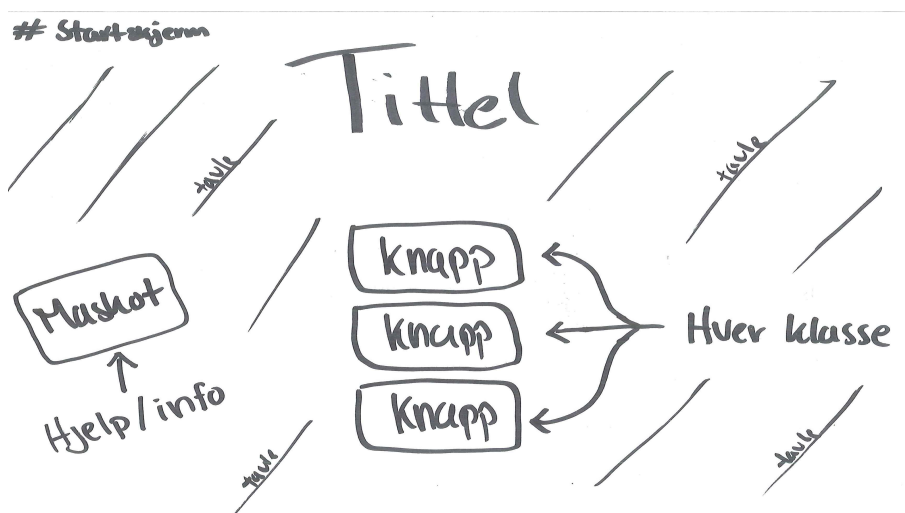 # Startskjerm
Tittel
tavle
tavle
Knapp
Maskot
Knapp
Hver klasse
Hjelp/info
Knapp
tavle
tavle